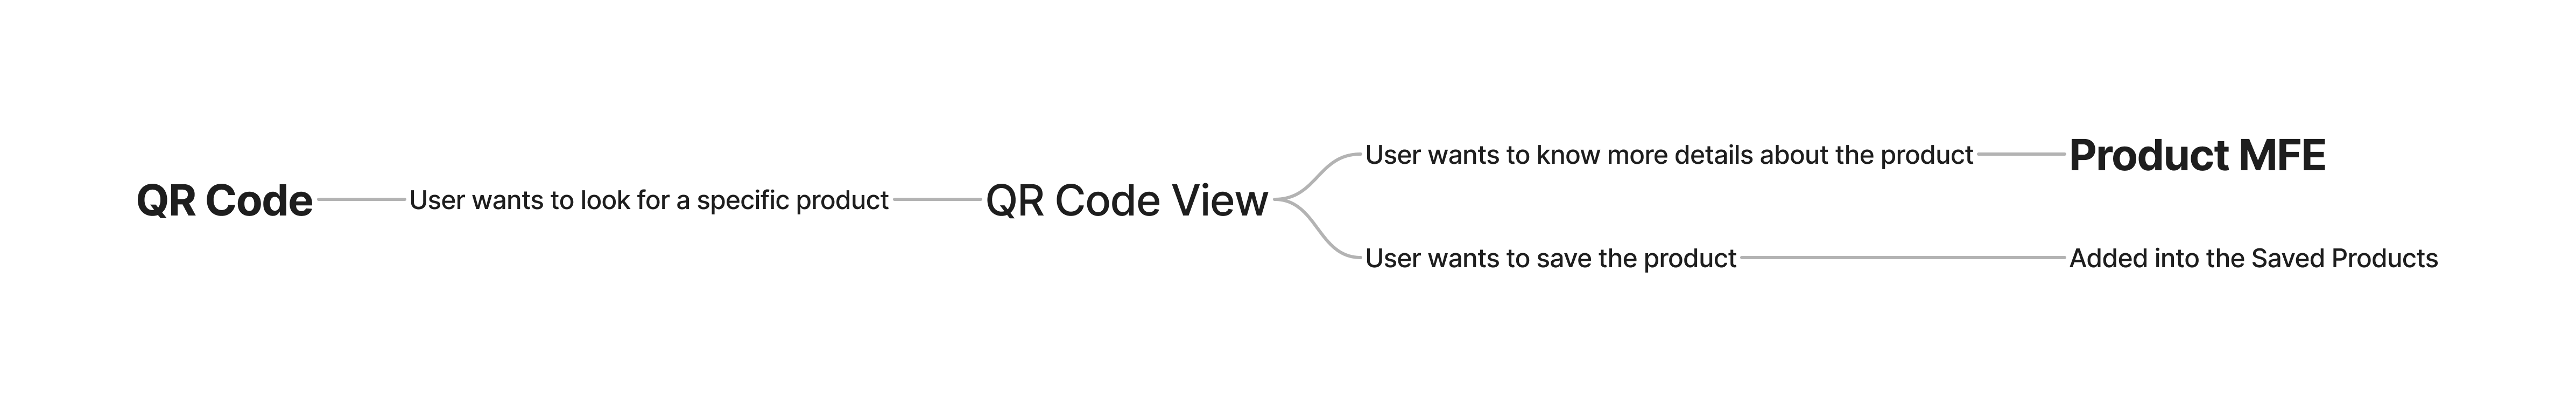 QR Code
User wants to look for a specific product
QR Code View
User wants to know more details about the product
Product MFE
User wants to save the product
Added into the Saved Products